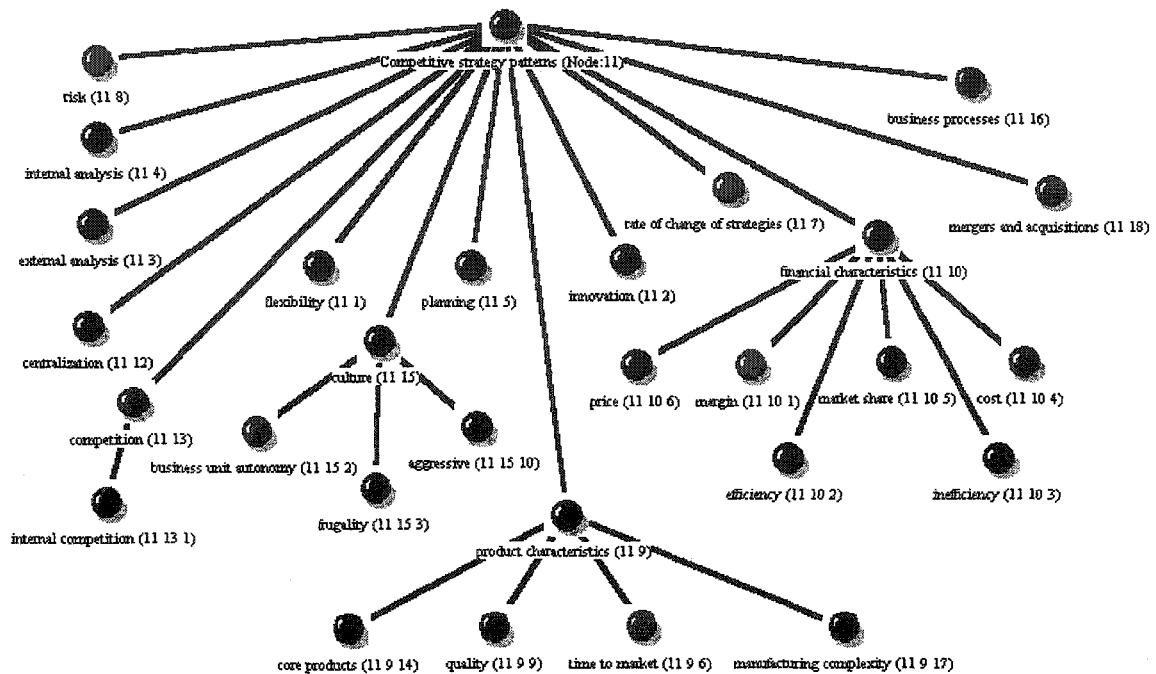 Competitive strategy patterns (Node:11)
risk (11 8)
business processes (11 16)
internal analysis (11 4)
rate of change of strategies (11 7)
mergers and acquisitions (11 18)
external analysis (11 3)
flexibility (11 1)
planning (11 5)
innovation (11 2)
financial characteristics (11 10)
centralization (11 12)
culture (11 15)
price (11 10 6)
margin (11 10 1)
market share (11 10 5)
cost (11 10 4)
competition (11 13)
business unit autonomy (11 15 2)
aggressive (11 15 10)
efficiency (11 10 2)
inefficiency (11 10 3)
frugality (11 15 3)
internal competition (11 13 1)
product characteristics (11 9)
core products (11 9 14)
quality (11 9 9)
time to market (11 9 6)
manufacturing complexity (11 9 17)